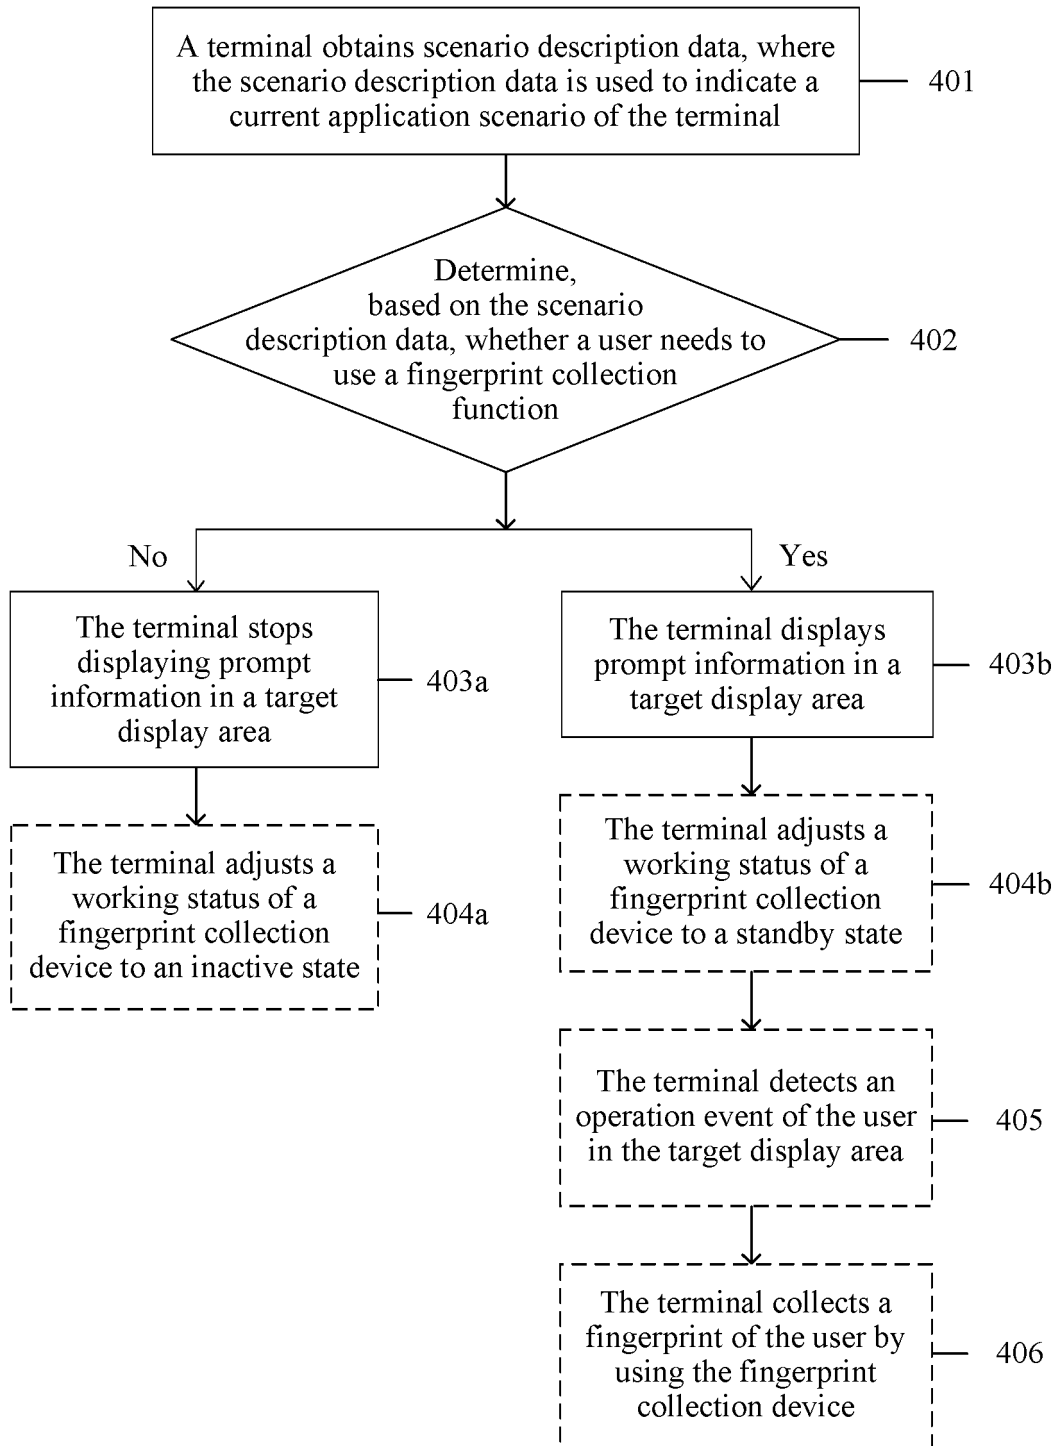 A terminal obtains scenario description data, where
the scenario description data is used to indicate a
current application scenario of the terminal
401
Determine,
based on the scenario
description data, whether a user needs to
use a fingerprint collection
function
402
No
Yes
The terminal stops
displaying prompt
information in a target
display area
403a
The terminal displays
prompt information in a
target display area
403b
The terminal adjusts a
working status of a
fingerprint collection
device to an inactive state
404a
The terminal adjusts a
working status of a
fingerprint collection
device to a standby state
404b
The terminal detects an
operation event of the user
in the target display area
405
The terminal collects a
fingerprint of the user by
using the fingerprint
collection device
406